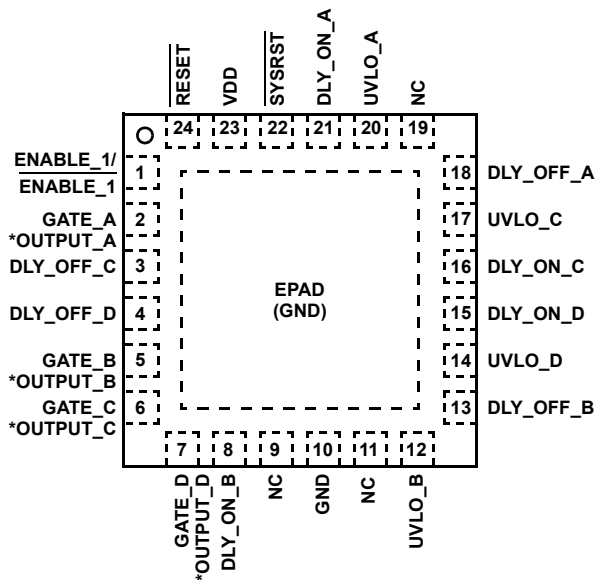 RESET
VDD
SYSRST
DLY_ON_A
UVLO_A
NC
24
23
22
21
20
19
ENABLE_1/
ENABLE_1
1
GATE_A
*OUTPUT_A
2
DLY_OFF_C
3
DLY_OFF_D
4
GATE_B
*OUTPUT_B
5
GATE_C
*OUTPUT_C
6
EPAD
(GND)
18
DLY_OFF_A
17
UVLO_C
16
DLY_ON_C
15
DLY_ON_D
14
UVLO_D
13
DLY_OFF_B
7
8
9
10
11
12
GATE_D
*OUTPUT_D
DLY_ON_B
NC
GND
NC
UVLO_B